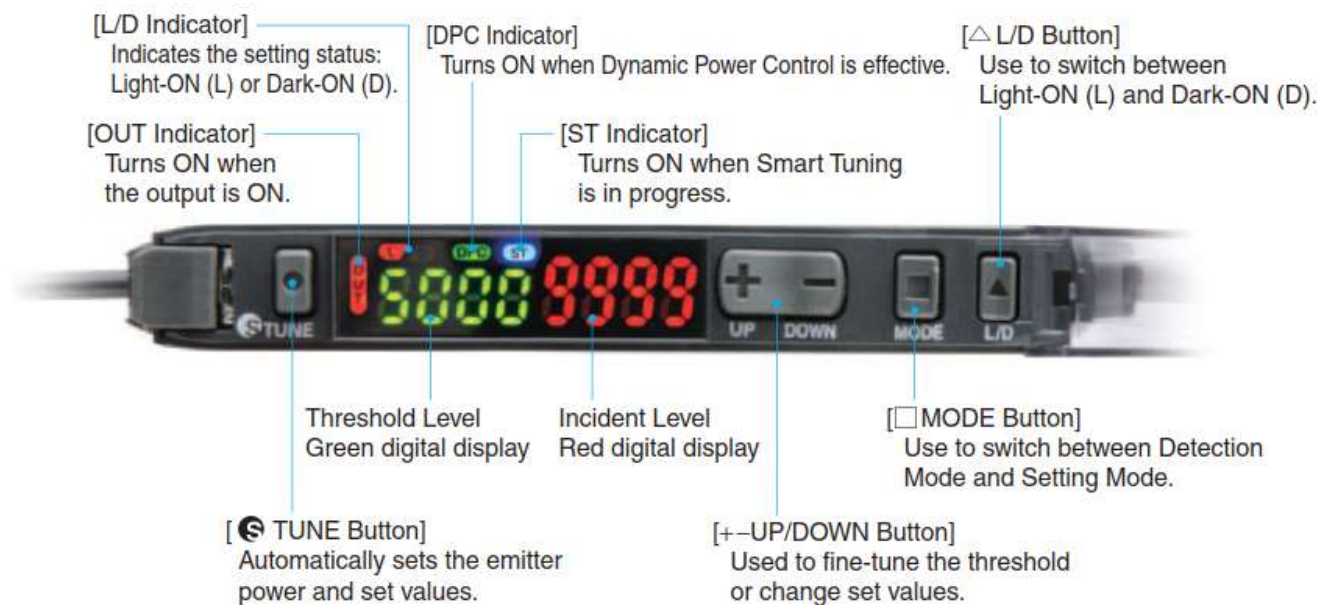 [L/D Indicator]
Indicates the setting status:
Light-ON (L) or Dark-ON (D).
[DPC Indicator]
Turns ON when Dynamic Power Control is effective.
[△ L/D Button]
Use to switch between
Light-ON (L) and Dark-ON (D).
[OUT Indicator]
Turns ON when
the output is ON.
[ST Indicator]
Turns ON when Smart Tuning
is in progress.
L DPC ST
OUT
5000 9999
S TUNE
UP DOWN
MODE
L/D
Threshold Level
Green digital display
Incident Level
Red digital display
[□ MODE Button]
Use to switch between Detection
Mode and Setting Mode.
[ S TUNE Button]
Automatically sets the emitter
power and set values.
[+−UP/DOWN Button]
Used to fine-tune the threshold
or change set values.